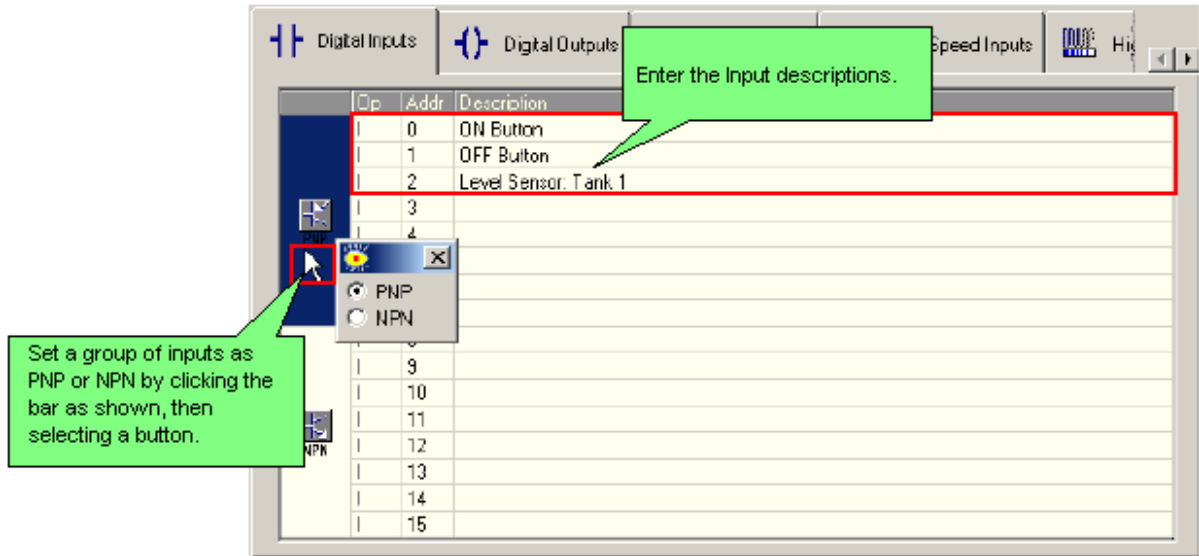 Digital Inputs
Digital Outputs
Speed Inputs
Enter the Input descriptions.
Op Addr Description
I 0 ON Button
I 1 OFF Button
I 2 Level Sensor: Tank 1
I 3
PNP
I 4
PNP
NPN
Set a group of inputs as
PNP or NPN by clicking the
bar as shown, then
selecting a button.
I 9
I 10
I 11
NPN
I 12
I 13
I 14
I 15